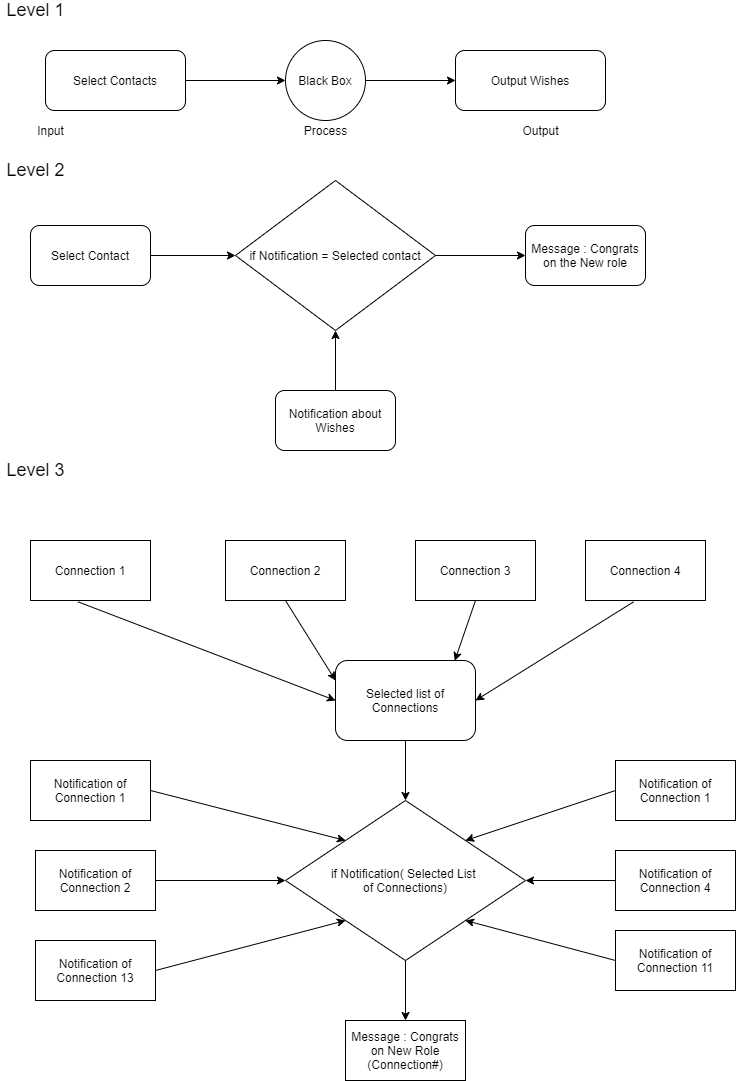 Level 1
Select Contacts
Black Box
Output Wishes
Input
Process
Output
Level 2
Select Contact
if Notification = Selected contact
Message : Congrats
on the New role
Notification about
Wishes
Level 3
Connection 1
Connection 2
Connection 3
Connection 4
Selected list of
Connections
Notification of
Connection 1
Notification of
Connection 1
Notification of
Connection 2
if Notification( Selected List
of Connections)
Notification of
Connection 4
Notification of
Connection 13
Notification of
Connection 11
Message : Congrats
on New Role
(Connection#)